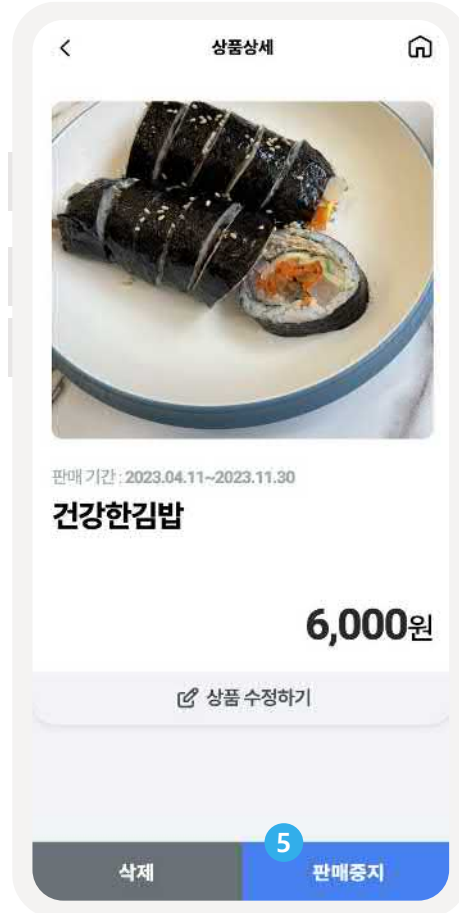 상품상세
판매 기간 : 2023.04.11~2023.11.30
건강한김밥
6,000원
상품 수정하기
5
삭제 판매중지